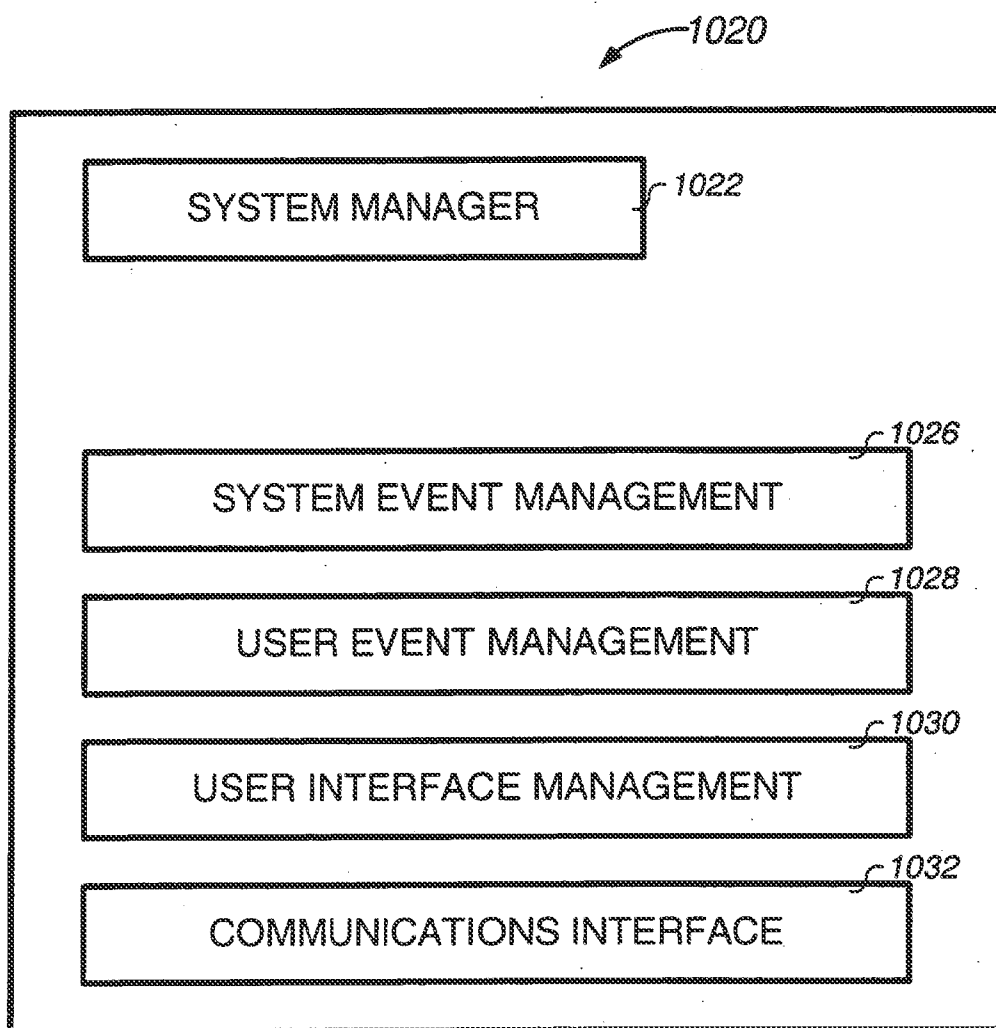 1020
SYSTEM MANAGER
1022
1026
SYSTEM EVENT MANAGEMENT
1028
USER EVENT MANAGEMENT
1030
USER INTERFACE MANAGEMENT
1032
COMMUNICATIONS INTERFACE